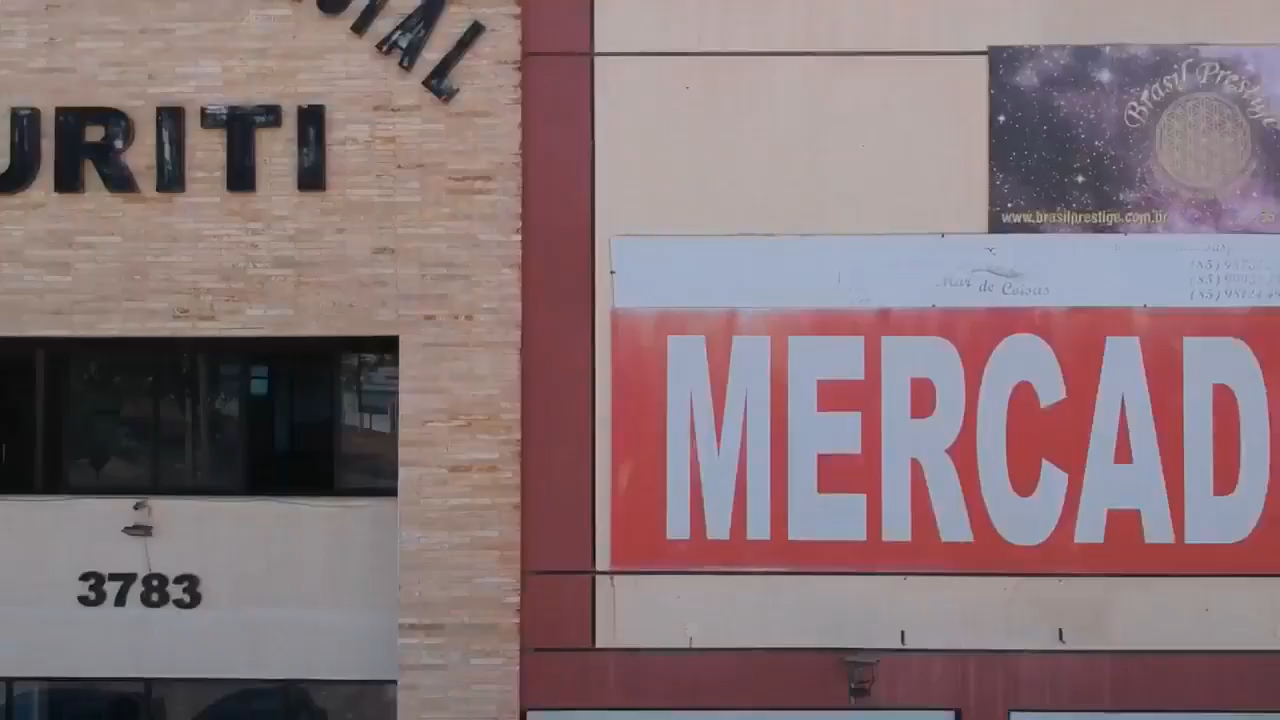 URITI
3783
Brasil Prestige
www.brasilprestige.com.br
Mar de Coisas
MERCAD